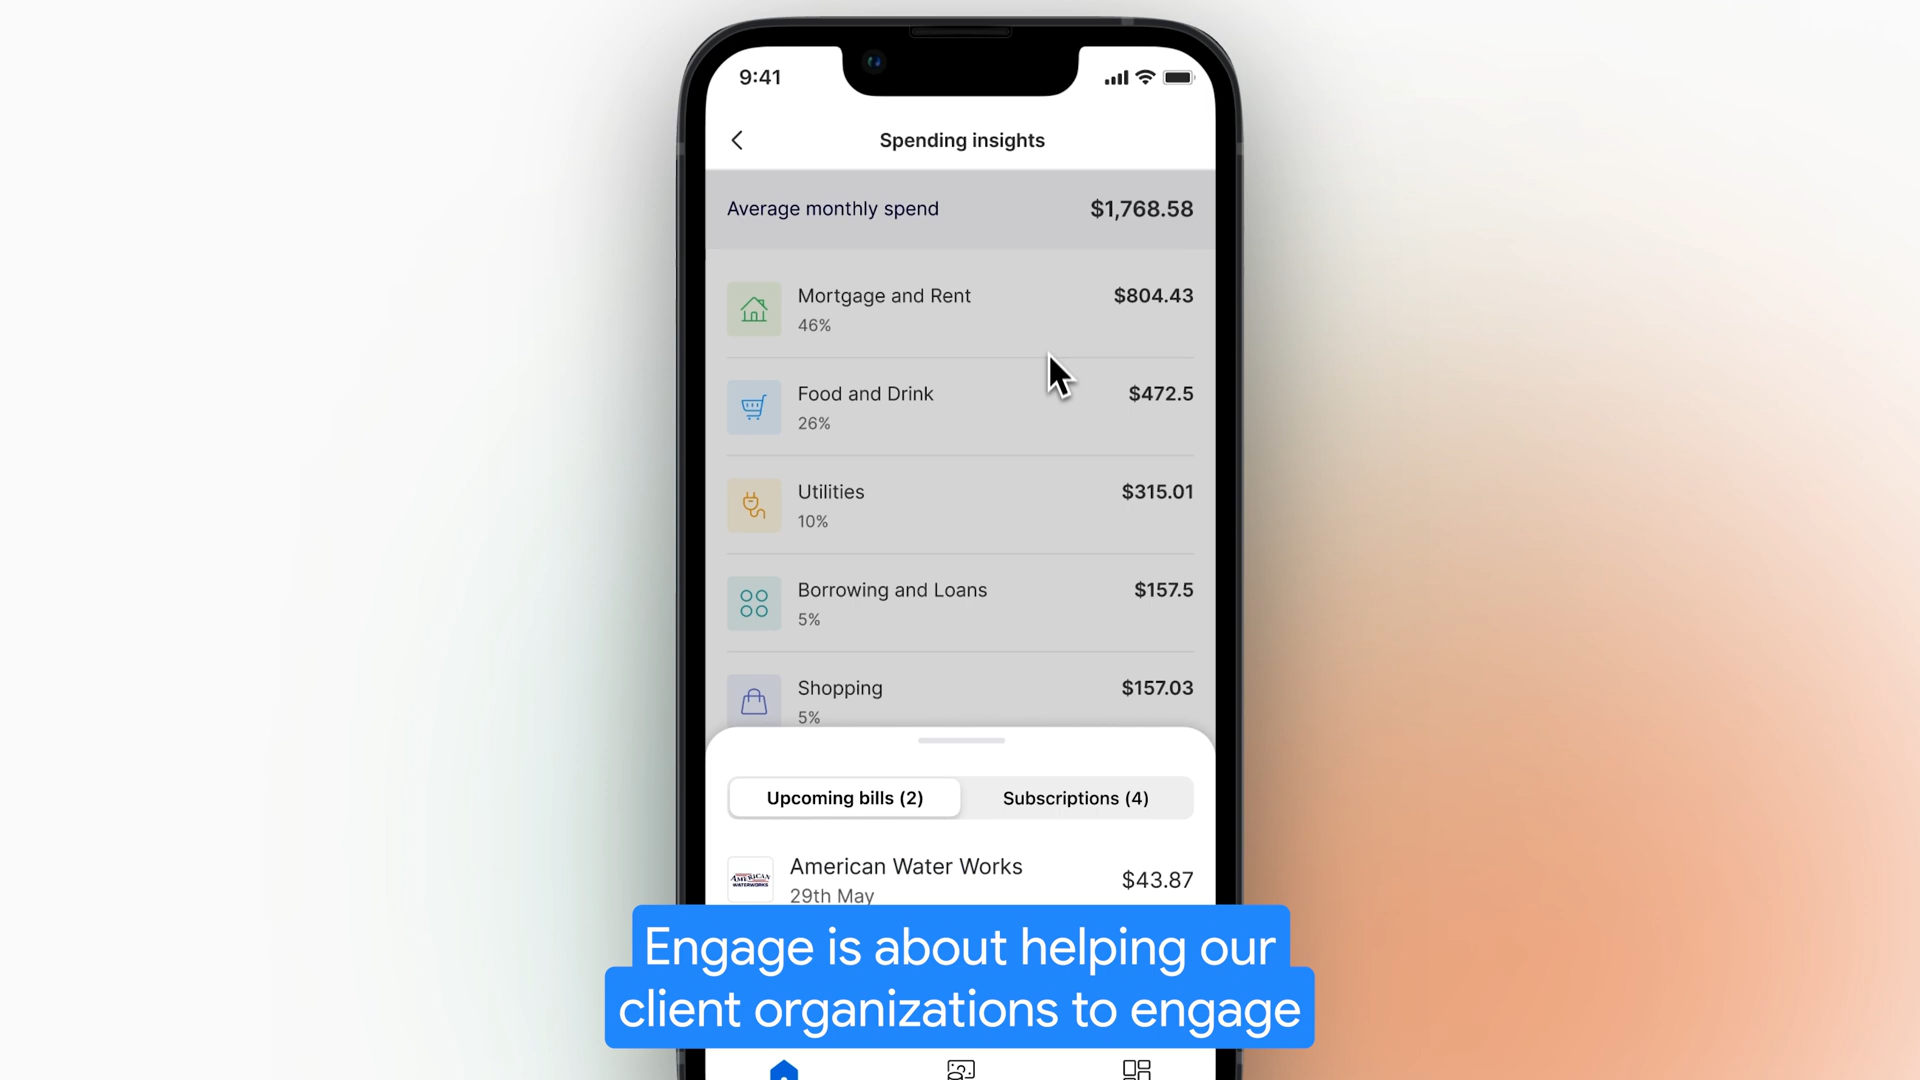 9:41
Spending insights
Average monthly spend $1,768.58
Mortgage and Rent $804.43
46%
Food and Drink $472.5
26%
Utilities $315.01
10%
Borrowing and Loans $157.5
5%
Shopping $157.03
5%
Upcoming bills (2) Subscriptions (4)
AMERICAN
WATERWORKS
American Water Works $43.87
29th May
Engage is about helping our
client organizations to engage